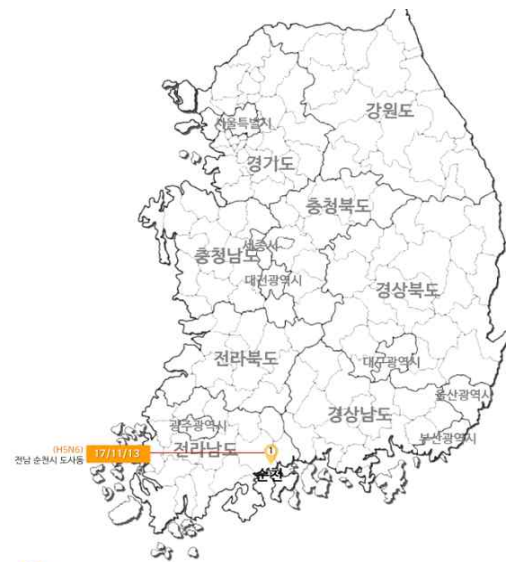 강원도
서울특별시
경기도
충청북도
세종시
충청남도
대전광역시
경상북도
전라북도
대구광역시
울산광역시
경상남도
광주광역시
부산광역시
전라남도
(H5N6)
전남 순천시 도사동
17/11/13
1
순천